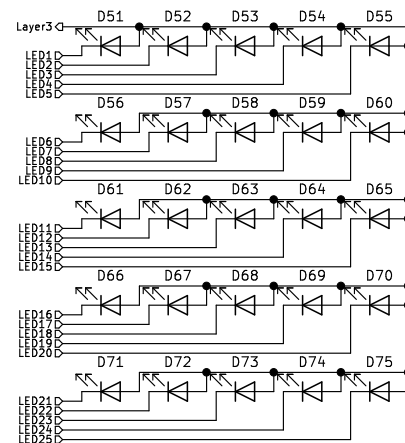 D51 D52 D53 D54 D55
Layer3
LED1
LED2
LED3
LED4
LED5
D56 D57 D58 D59 D60
LED6
LED7
LED8
LED9
LED10
D61 D62 D63 D64 D65
LED11
LED12
LED13
LED14
LED15
D66 D67 D68 D69 D70
LED16
LED17
LED18
LED19
LED20
D71 D72 D73 D74 D75
LED21
LED22
LED23
LED24
LED25